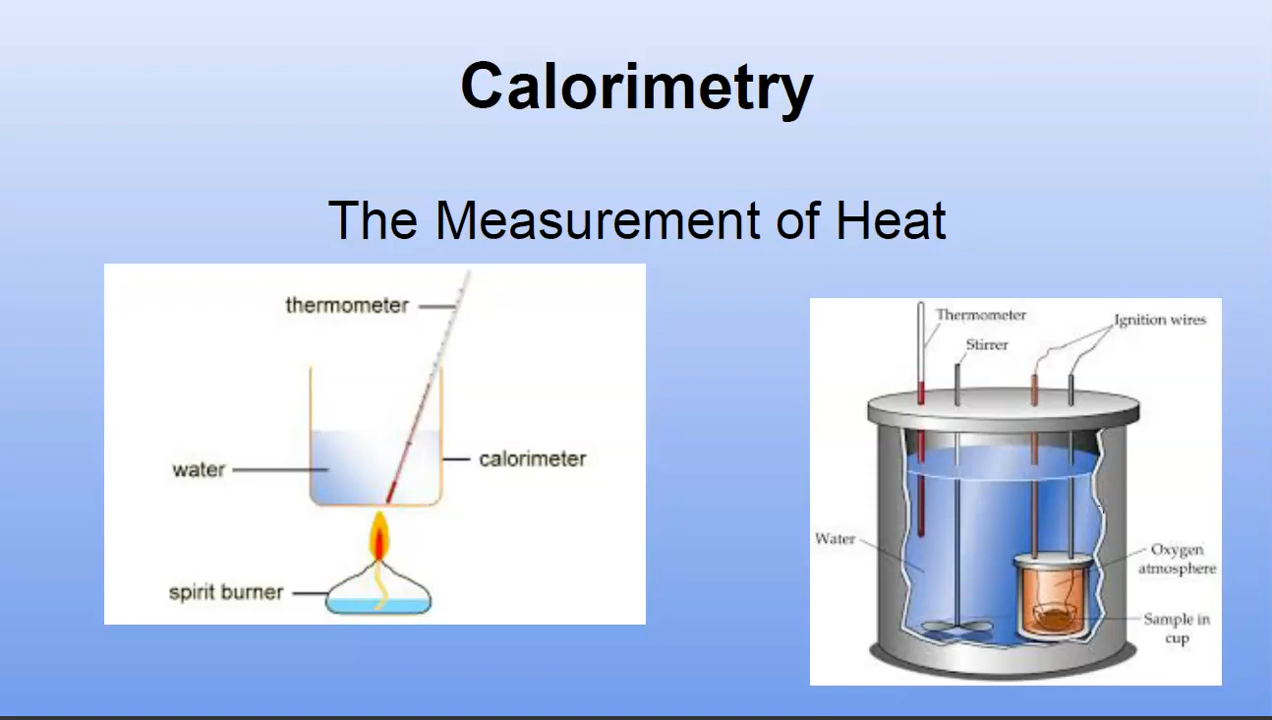 Calorimetry
The Measurement of Heat
thermometer
water
calorimeter
spirit burner
Thermometer
Ignition wires
Stirrer
Water
Oxygen
atmosphere
Sample in
cup